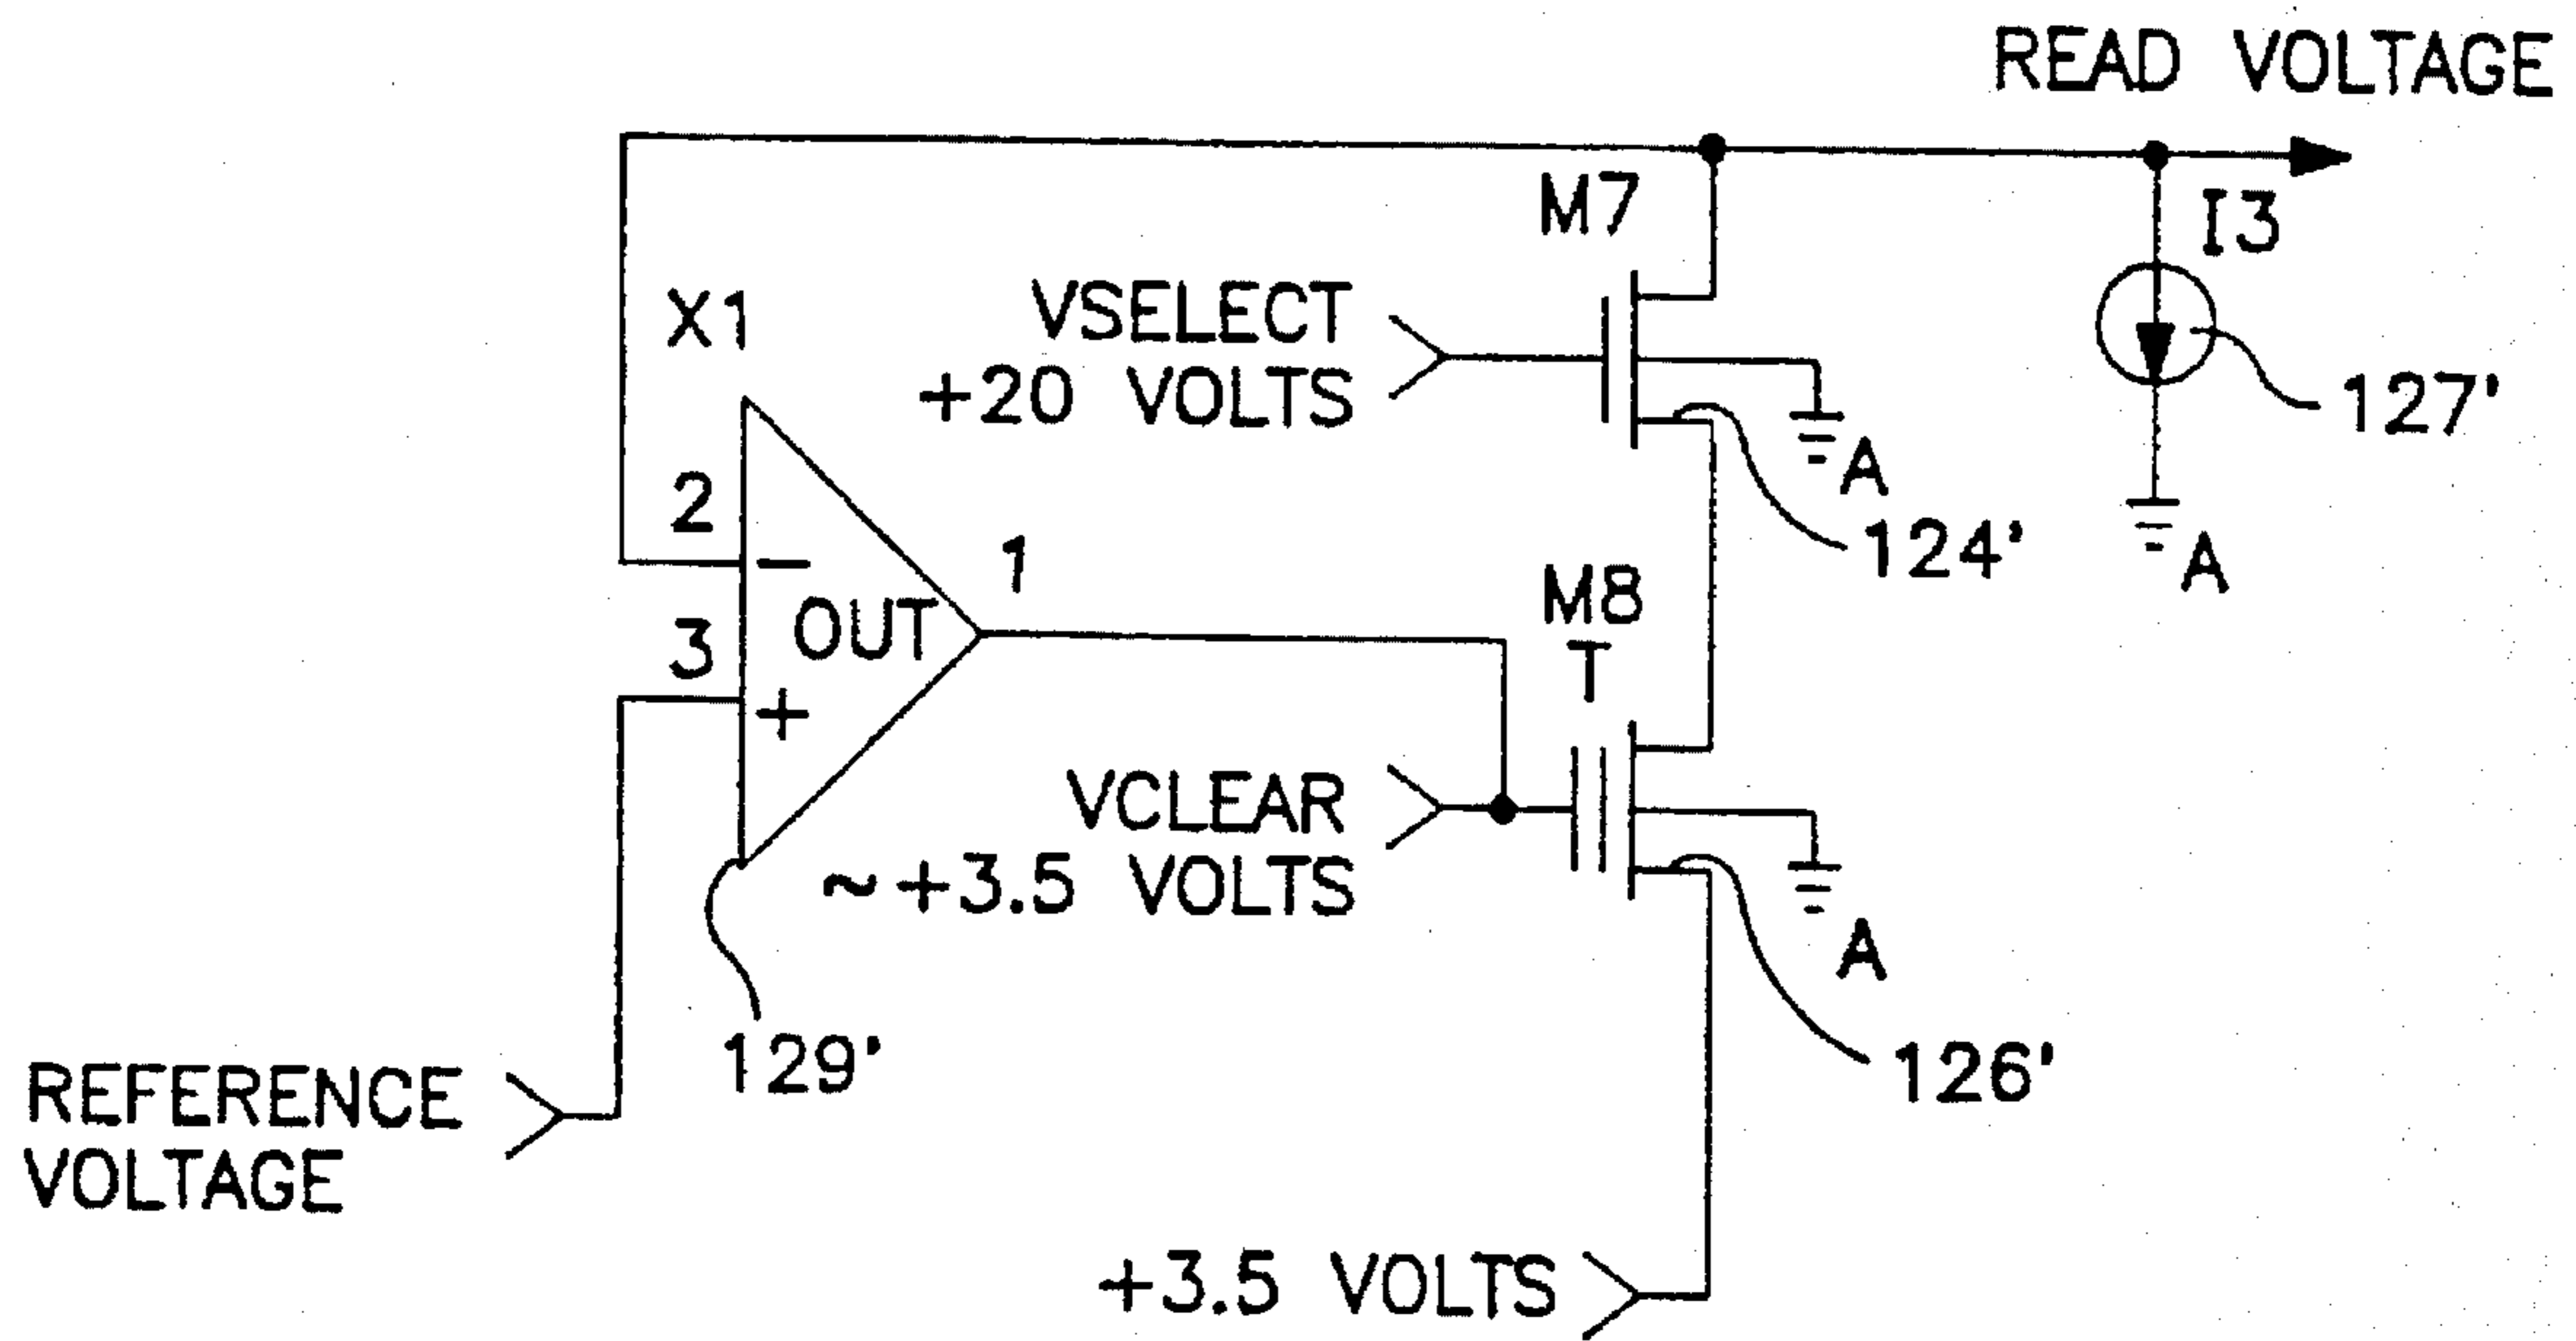 READ VOLTAGE
M7
I3
X1
VSELECT
+20 VOLTS
127'
A
2
124'
1
A
−
OUT
M8
3
T
+
VCLEAR
~+3.5 VOLTS
A
129'
126'
REFERENCE
VOLTAGE
+3.5 VOLTS